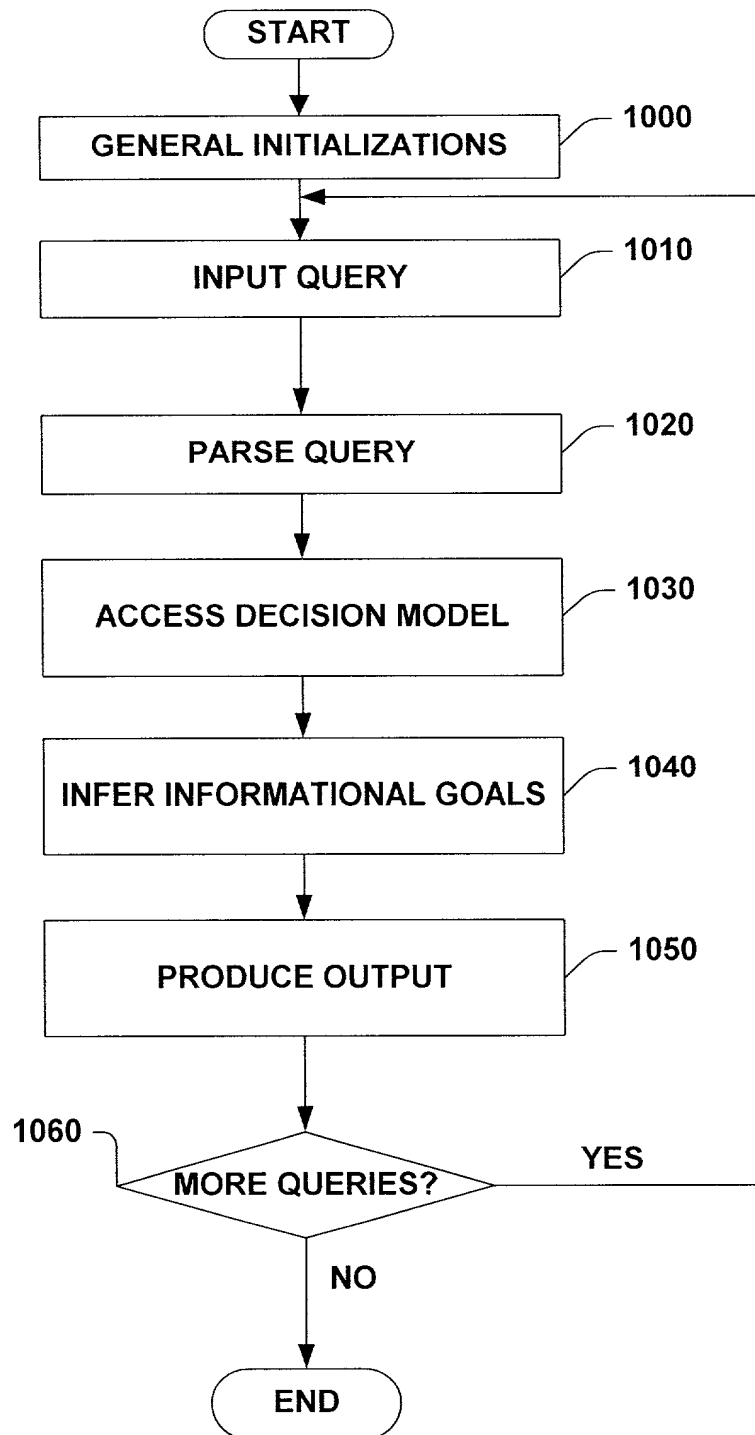 START
GENERAL INITIALIZATIONS
1000
INPUT QUERY
1010
PARSE QUERY
1020
ACCESS DECISION MODEL
1030
INFER INFORMATIONAL GOALS
1040
PRODUCE OUTPUT
1050
1060
MORE QUERIES?
YES
NO
END